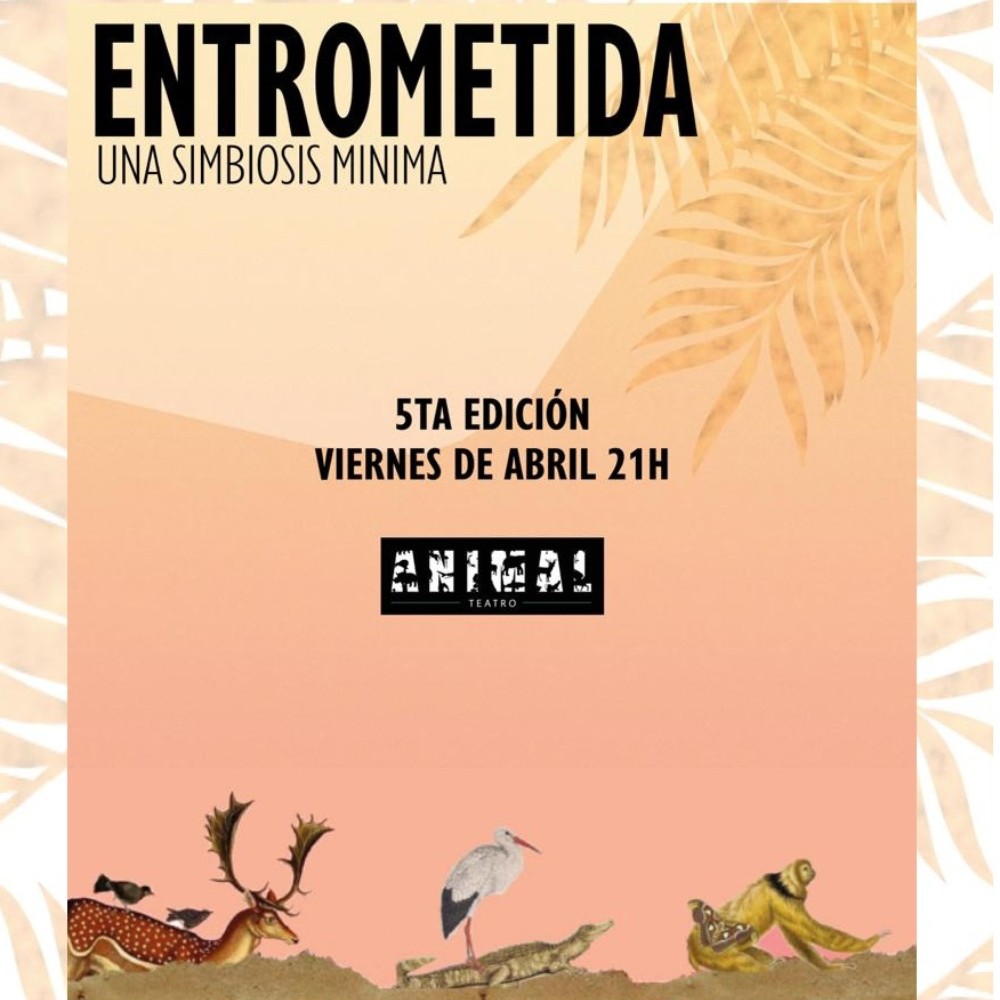 ENTROMETIDA
UNA SIMBIOSIS MINIMA
5TA EDICIÓN
VIERNES DE ABRIL 21H
ANIMAL
TEATRO